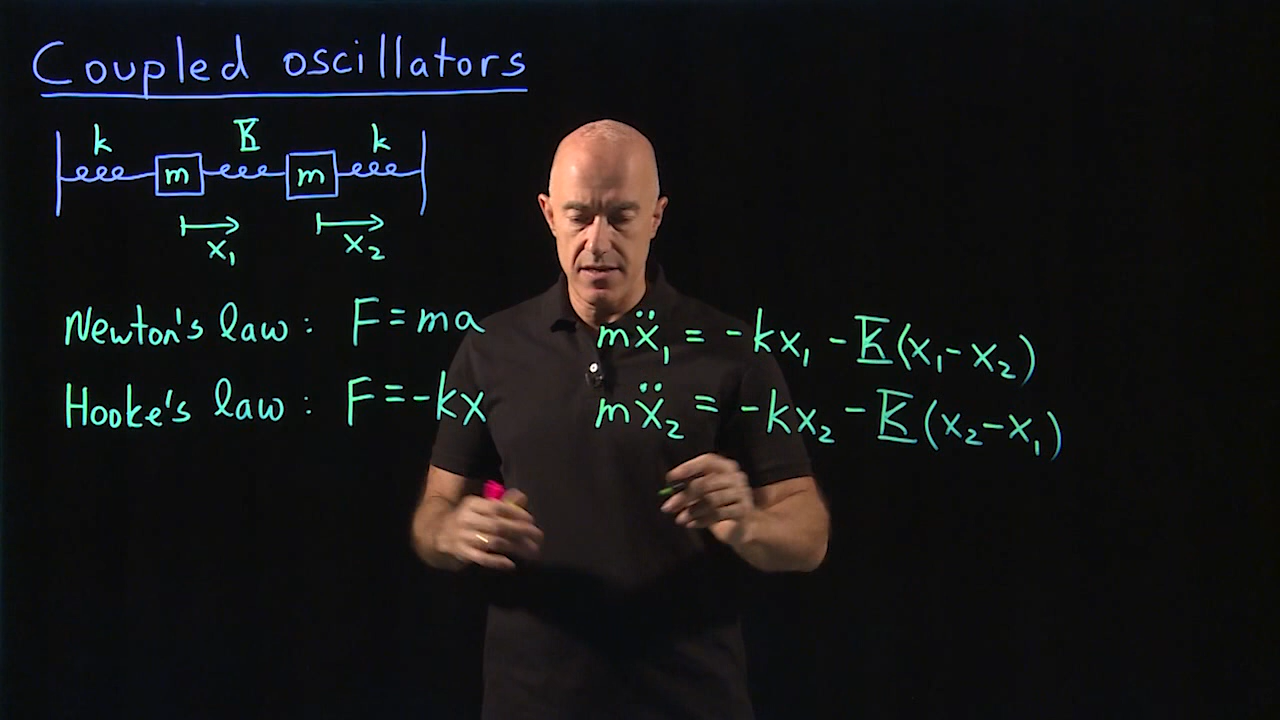 Coupled oscillators
k K k
m m
x₁ x₂
Newton's law: F=ma
Hooke's law: F=-kx
mẍ₁ = -kx₁ - K(x₁-x₂)
mẍ₂ = -kx₂ - K(x₂-x₁)